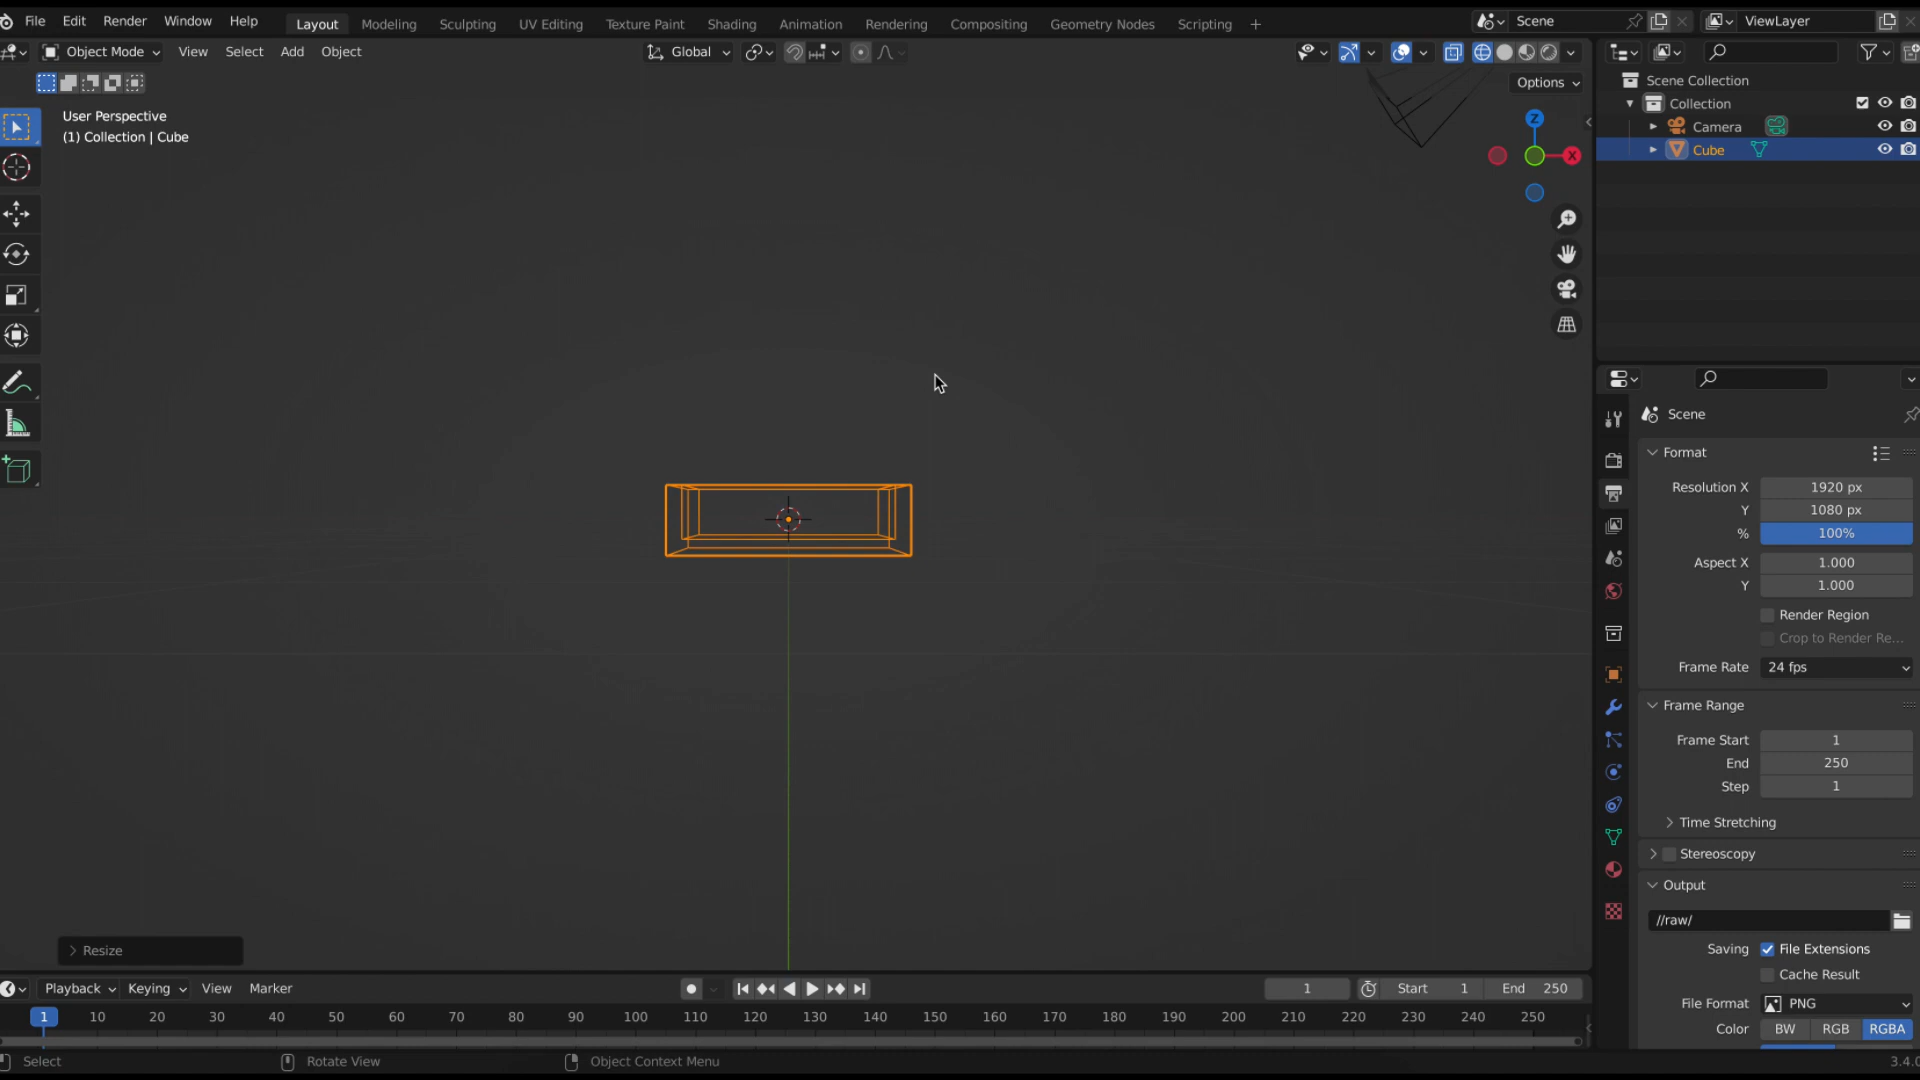 File Edit Render Window Help Layout Modeling Sculpting UV Editing Texture Paint Shading Animation Rendering Compositing Geometry Nodes Scripting + Scene ViewLayer
Object Mode View Select Add Object Global
Options
User Perspective
(1) Collection | Cube
Z
X
Scene Collection
Collection
Camera
Cube
Scene
Format
Resolution X 1920 px
Y 1080 px
% 100%
Aspect X 1.000
Y 1.000
Render Region
Crop to Render Re...
Frame Rate 24 fps
Frame Range
Frame Start 1
End 250
Step 1
Time Stretching
Stereoscopy
Output
//raw/
Saving File Extensions
Cache Result
File Format PNG
Color BW RGB RGBA
Resize
Playback Keying View Marker 1 Start 1 End 250
1 10 20 30 40 50 60 70 80 90 100 110 120 130 140 150 160 170 180 190 200 210 220 230 240 250
Select Rotate View Object Context Menu 3.4.0